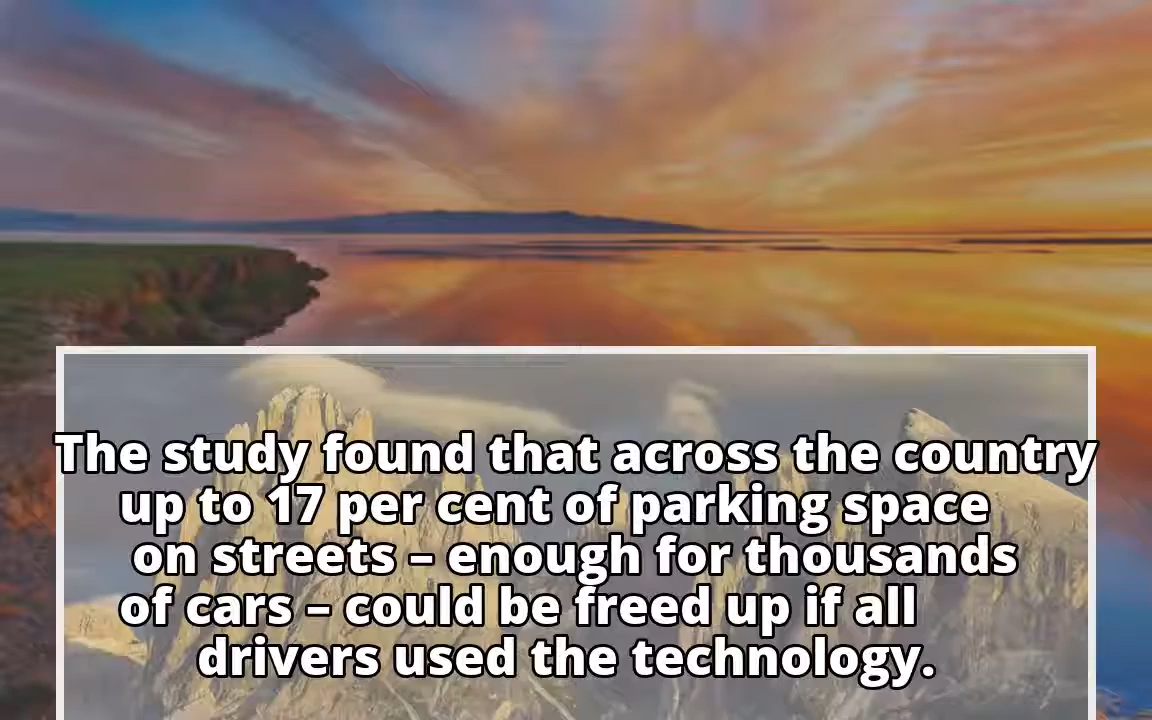 The study found that across the country
up to 17 per cent of parking space
on streets – enough for thousands
of cars – could be freed up if all
drivers used the technology.